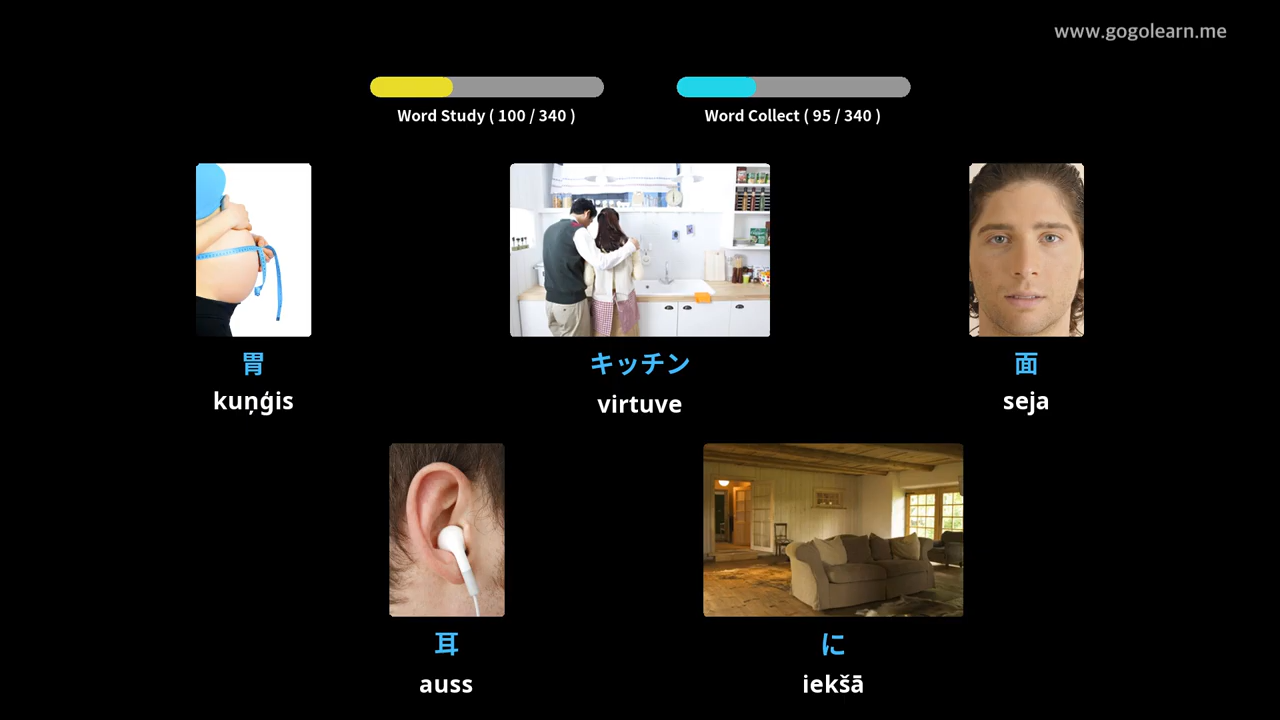 www.gogolearn.me
Word Study ( 100 / 340 )
Word Collect ( 95 / 340 )
胃
kuņģis
キッチン
virtuve
面
seja
耳
auss
に
iekšā